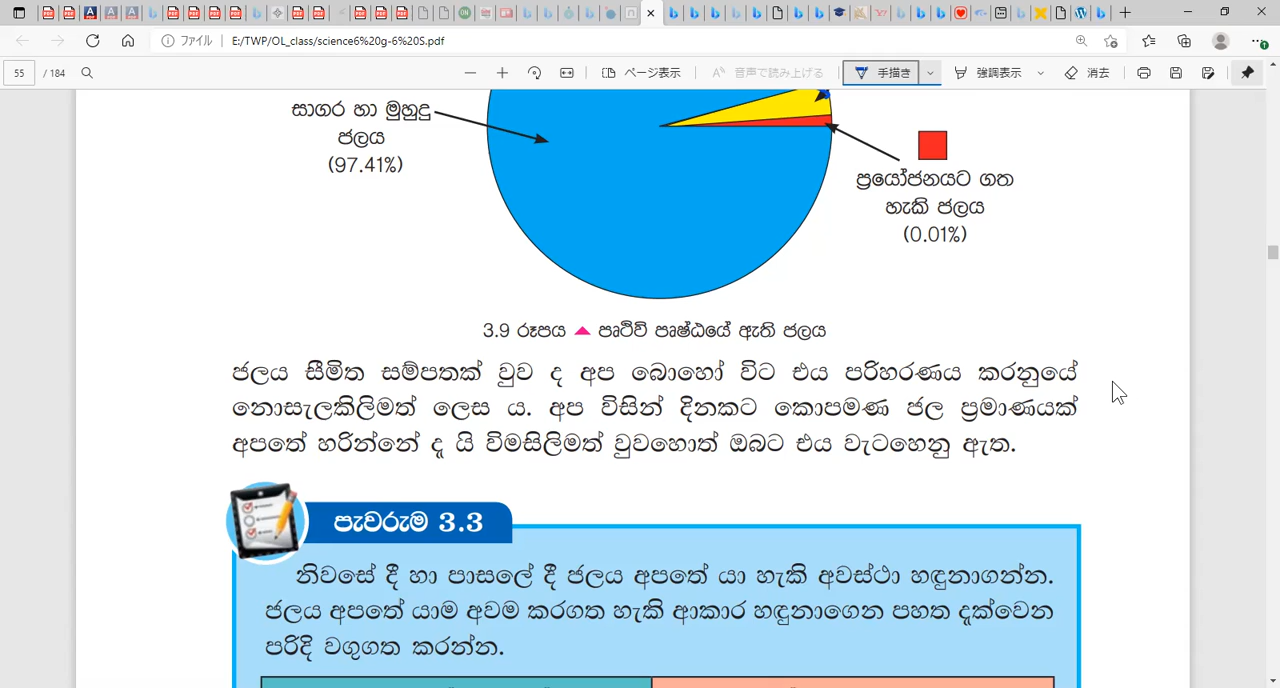 ファイル
E:/TWP/OL_class/science6%20g-6%20S.pdf
55 / 184 ページ表示 音声で読み上げる 手描き 強調表示 消去
සාගර හා මුහුදු
ජලය
(97.41%)
ප්‍රයෝජනයට ගත
හැකි ජලය
(0.01%)
3.9 රූපය ▲ පෘථිවි පෘෂ්ඨයේ ඇති ජලය
ජලය සීමිත සම්පතක් වුව ද අප බොහෝ විට එය පරිහරණය කරනුයේ
නොසැලකිලිමත් ලෙස ය. අප විසින් දිනකට කොපමණ ජල ප්‍රමාණයක්
අපතේ හරින්නේ ද යි විමසිලිමත් වුවහොත් ඔබට එය වැටහෙනු ඇත.
පැවරුම 3.3
නිවසේ දී හා පාසලේ දී ජලය අපතේ යා හැකි අවස්ථා හඳුනාගන්න.
ජලය අපතේ යාම අවම කරගත හැකි ආකාර හඳුනාගෙන පහත දැක්වෙන
පරිදි වගුගත කරන්න.